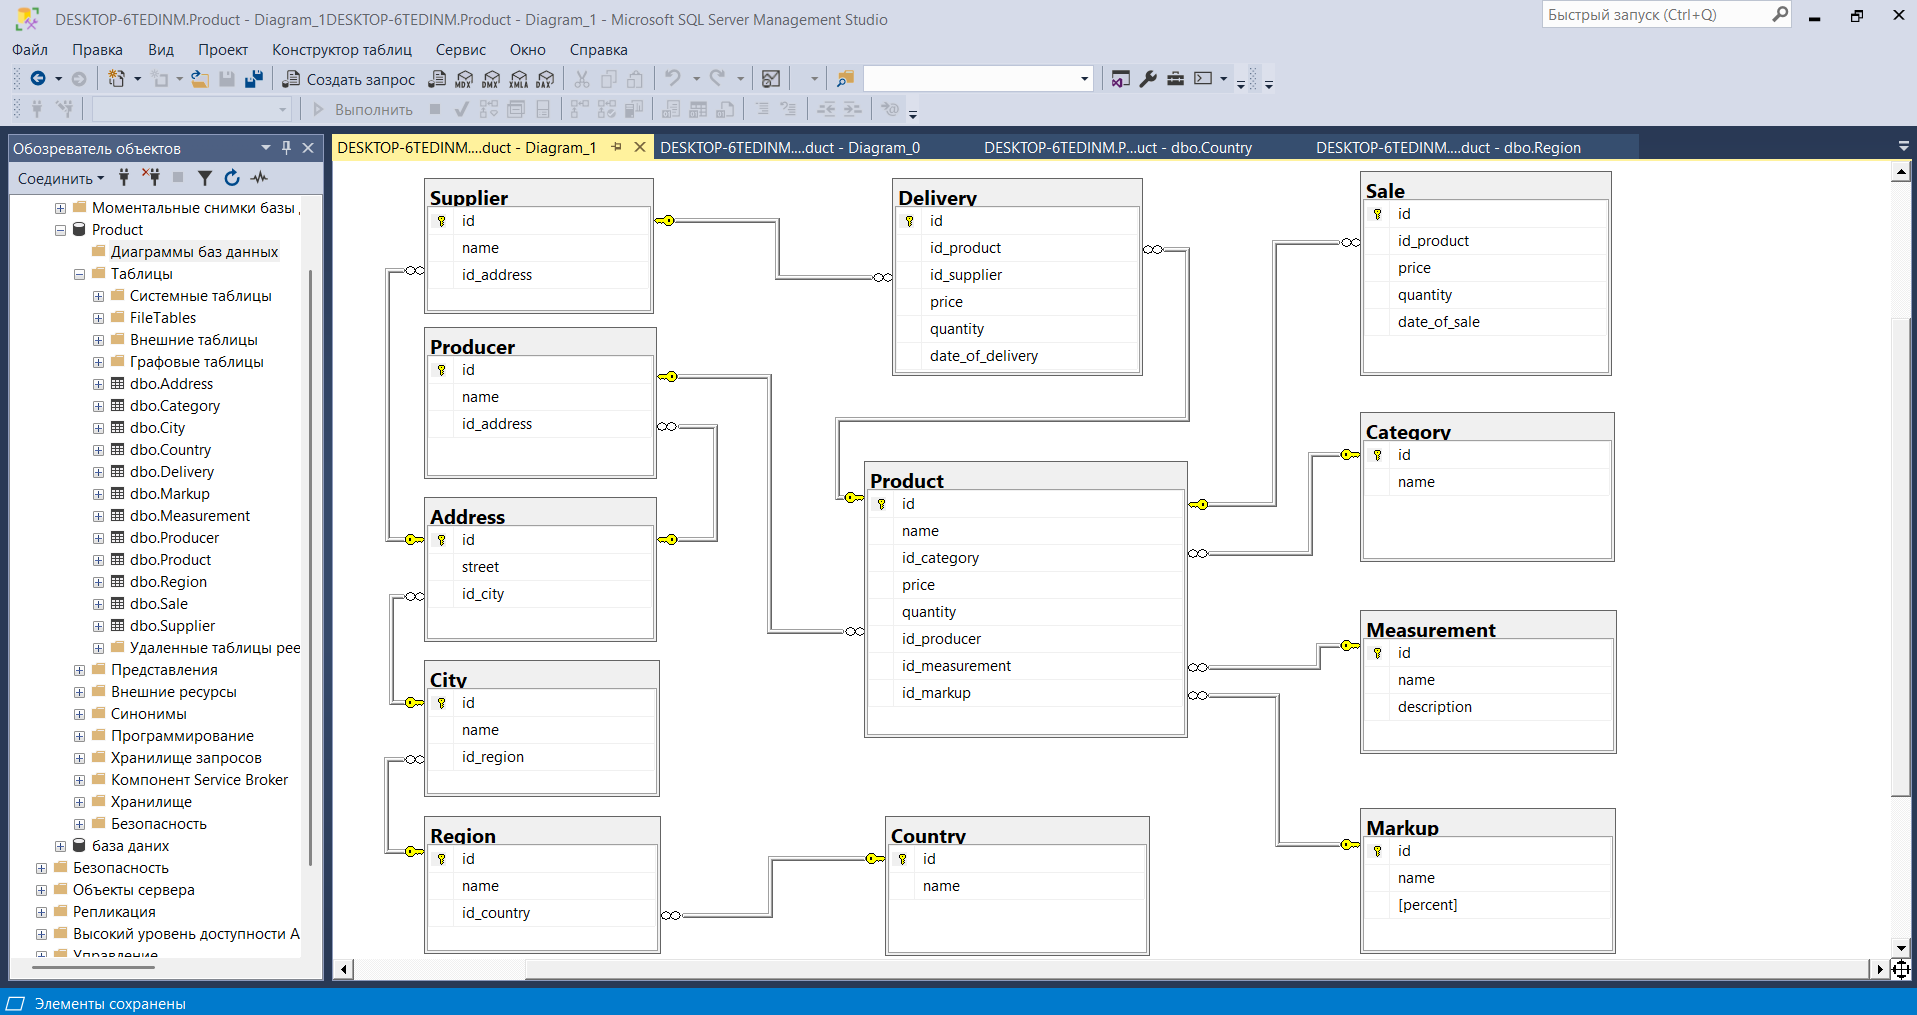 DESKTOP-6TEDINM.Product - Diagram_1DESKTOP-6TEDINM.Product - Diagram_1 - Microsoft SQL Server Management Studio
Быстрый запуск (Ctrl+Q)
Файл Правка Вид Проект Конструктор таблиц Сервис Окно Справка
Создать запрос MDX DMX XMLA DAX
Выполнить
Обозреватель объектов
Соединить
Моментальные снимки базы
Product
Диаграммы баз данных
Таблицы
Системные таблицы
FileTables
Внешние таблицы
Графовые таблицы
dbo.Address
dbo.Category
dbo.City
dbo.Country
dbo.Delivery
dbo.Markup
dbo.Measurement
dbo.Producer
dbo.Product
dbo.Region
dbo.Sale
dbo.Supplier
Удаленные таблицы рее
Представления
Внешние ресурсы
Синонимы
Программирование
Хранилище запросов
Компонент Service Broker
Хранилище
Безопасность
база даних
Безопасность
Объекты сервера
Репликация
Высокий уровень доступности A
Управление
DESKTOP-6TEDINM....duct - Diagram_1
DESKTOP-6TEDINM....duct - Diagram_0
DESKTOP-6TEDINM.P...uct - dbo.Country
DESKTOP-6TEDINM....duct - dbo.Region
Supplier
id
name
id_address
Producer
id
name
id_address
Address
id
street
id_city
City
id
name
id_region
Region
id
name
id_country
Delivery
id
id_product
id_supplier
price
quantity
date_of_delivery
Product
id
name
id_category
price
quantity
id_producer
id_measurement
id_markup
Country
id
name
Sale
id
id_product
price
quantity
date_of_sale
Category
id
name
Measurement
id
name
description
Markup
id
name
[percent]
Элементы сохранены